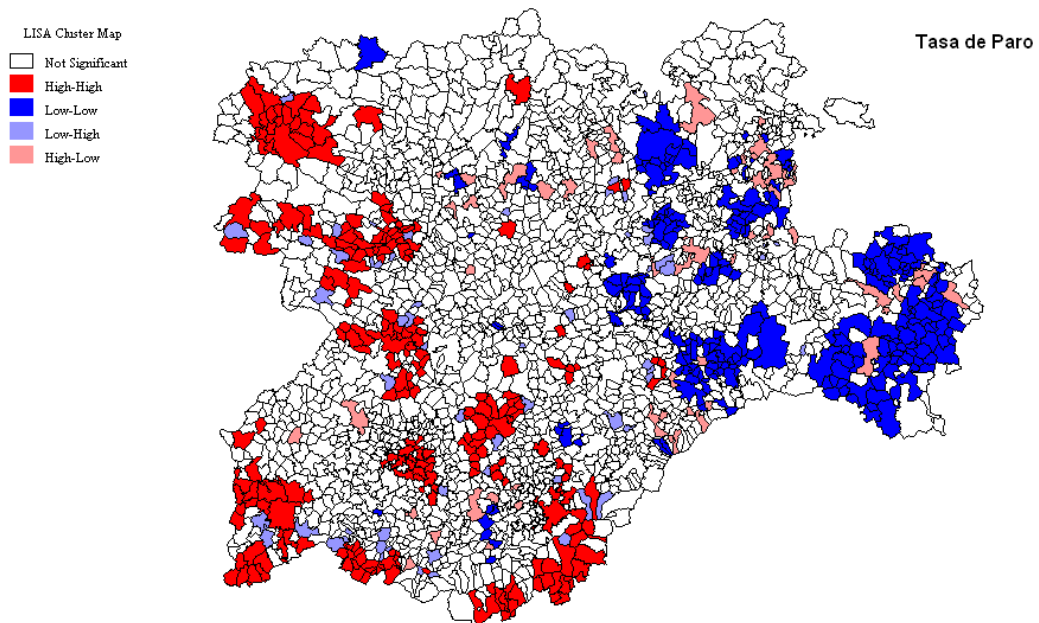 LISA Cluster Map
Not Significant
High-High
Low-Low
Low-High
High-Low
Tasa de Paro